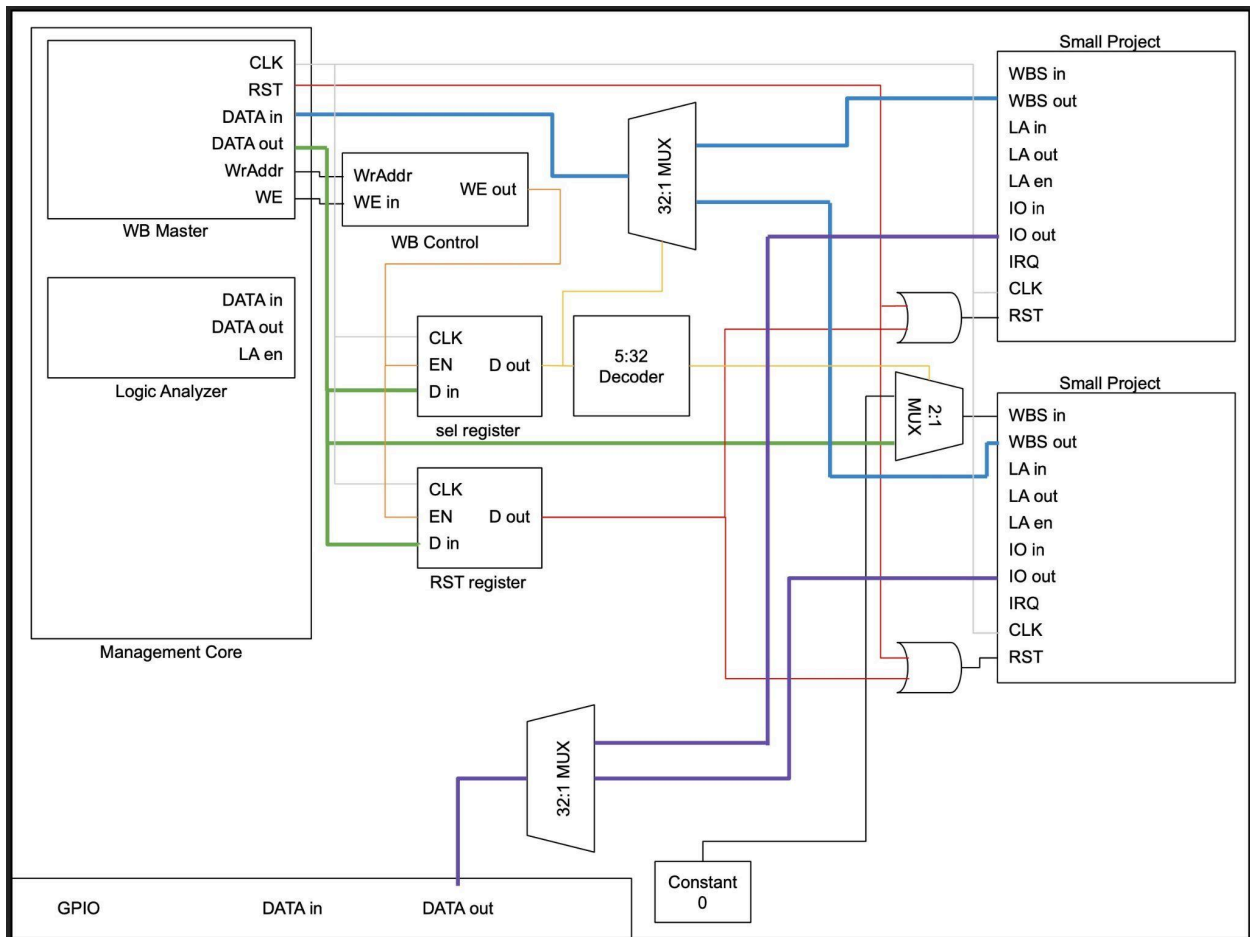 CLK
RST
DATA in
DATA out
WrAddr
WE
WB Master
WrAddr
WE in
WE out
WB Control
DATA in
DATA out
LA en
Logic Analyzer
Management Core
32:1 MUX
CLK
EN
D in
D out
sel register
5:32
Decoder
CLK
EN
D in
D out
RST register
2:1
MUX
Small Project
WBS in
WBS out
LA in
LA out
LA en
IO in
IO out
IRQ
CLK
RST
Small Project
WBS in
WBS out
LA in
LA out
LA en
IO in
IO out
IRQ
CLK
RST
32:1 MUX
Constant
0
GPIO
DATA in
DATA out